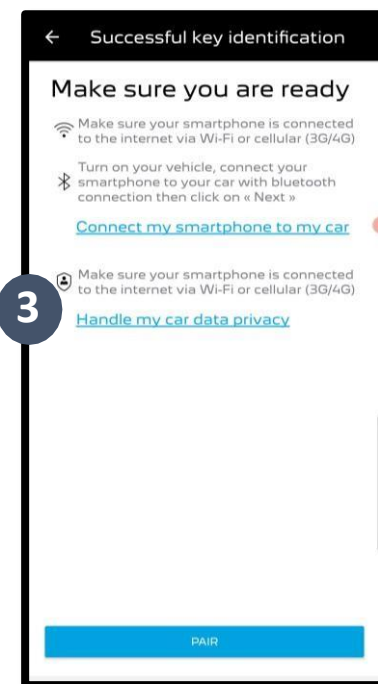 Successful key identification
Make sure you are ready
Make sure your smartphone is connected
to the internet via Wi-Fi or cellular (3G/4G)
Turn on your vehicle, connect your
smartphone to your car with bluetooth
connection then click on « Next »
Connect my smartphone to my car
Make sure your smartphone is connected
to the internet via Wi-Fi or cellular (3G/4G)
3
Handle my car data privacy
PAIR